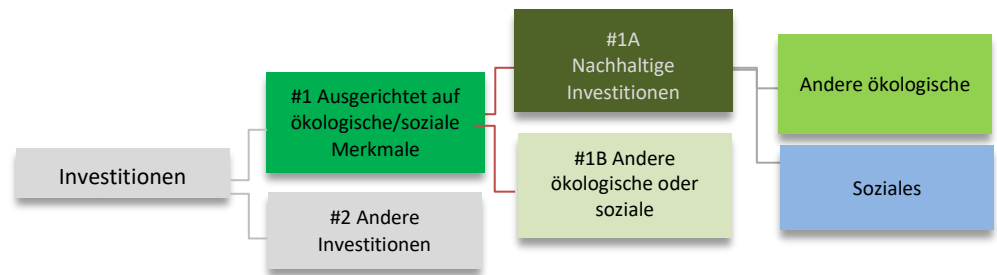 Investitionen
#1 Ausgerichtet auf
ökologische/soziale
Merkmale
#2 Andere
Investitionen
#1A
Nachhaltige
Investitionen
#1B Andere
ökologische oder
soziale
Andere ökologische
Soziales